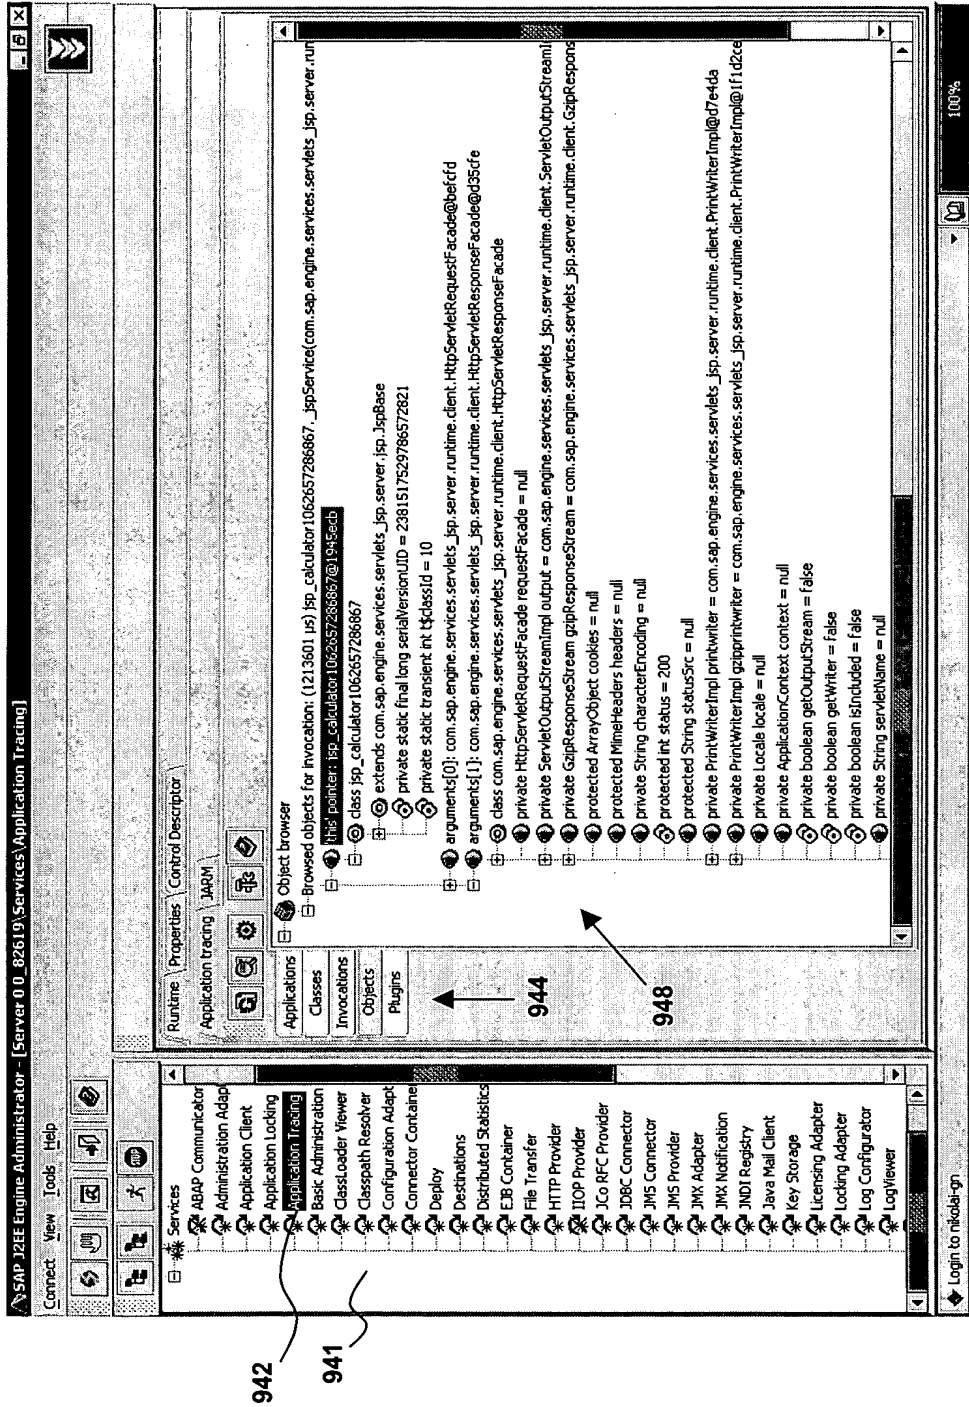 SAP J2EE Engine Administrator - [Server 0 0_82619\Services\Application Tracing]
Connect View Tools Help
Services
ABAP Communicator
Administration Adapt
Application Client
Application Locking
Application Tracing
Basic Administration
ClassLoader Viewer
Classpath Resolver
Configuration Adapt
Connector Container
Deploy
Destinations
Distributed Statistics
EJB Container
File Transfer
HTTP Provider
IIOP Provider
JCo RFC Provider
JDBC Connector
JMS Connector
JMS Provider
JMX Adapter
JMX Notification
JNDI Registry
Java Mail Client
Key Storage
Licensing Adapter
Locking Adapter
Log Configurator
LogViewer
Runtime Properties Control Descriptor
Application tracing JARM
Applications
Classes
Invocations
Objects
Plugins
Object browser
Browsed objects for invocation: (1213601 µs) jsp_calculator1062657286867._jspService(com.sap.engine.services.servlets_jsp.server.run
this pointer: jsp_calculator1062657286867@1945ecb
class jsp_calculator1062657286867
extends com.sap.engine.services.servlets_jsp.server.jsp.JspBase
private static final long serialVersionUID = 2381517529786572821
private static transient int t$classId = 10
arguments[0]: com.sap.engine.services.servlets_jsp.server.runtime.client.HttpServletRequestFacade@befcfd
arguments[1]: com.sap.engine.services.servlets_jsp.server.runtime.client.HttpServletResponseFacade@d35cfe
class com.sap.engine.services.servlets_jsp.server.runtime.client.HttpServletResponseFacade
private HttpServletRequestFacade requestFacade = null
private ServletOutputStreamImpl output = com.sap.engine.services.servlets_jsp.server.runtime.client.ServletOutputStreamI
private GzipResponseStream gzipResponseStream = com.sap.engine.services.servlets_jsp.server.runtime.client.GzipRespons
protected ArrayObject cookies = null
protected MimeHeaders headers = null
private String characterEncoding = null
protected int status = 200
protected String statusSrc = null
private PrintWriterImpl printwriter = com.sap.engine.services.servlets_jsp.server.runtime.client.PrintWriterImpl@d7e4da
private PrintWriterImpl gzipprintwriter = com.sap.engine.services.servlets_jsp.server.runtime.client.PrintWriterImpl@1f1d2ce
private Locale locale = null
private ApplicationContext context = null
private boolean getOutputStream = false
private boolean getWriter = false
private boolean isIncluded = false
private String servletName = null
Login to nikolai-gn
100%
942
941
944
948